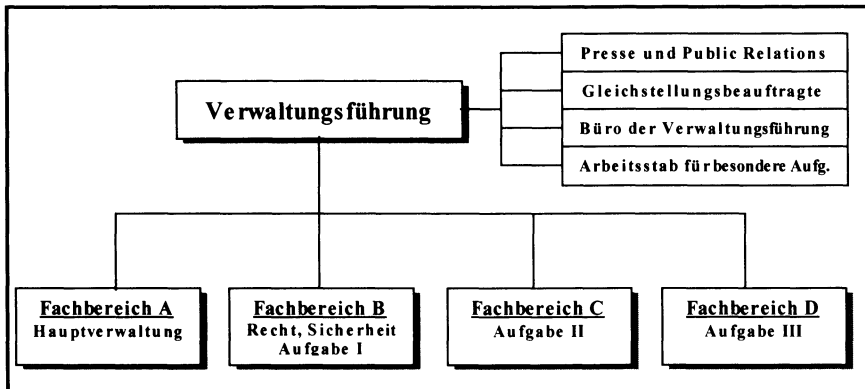 Presse und Public Relations
Gleichstellungsbeauftragte
Verwaltungsführung
Büro der Verwaltungsführung
Arbeitsstab für besondere Aufg.
Fachbereich A
Hauptverwaltung
Fachbereich B
Recht, Sicherheit
Aufgabe I
Fachbereich C
Aufgabe II
Fachbereich D
Aufgabe III